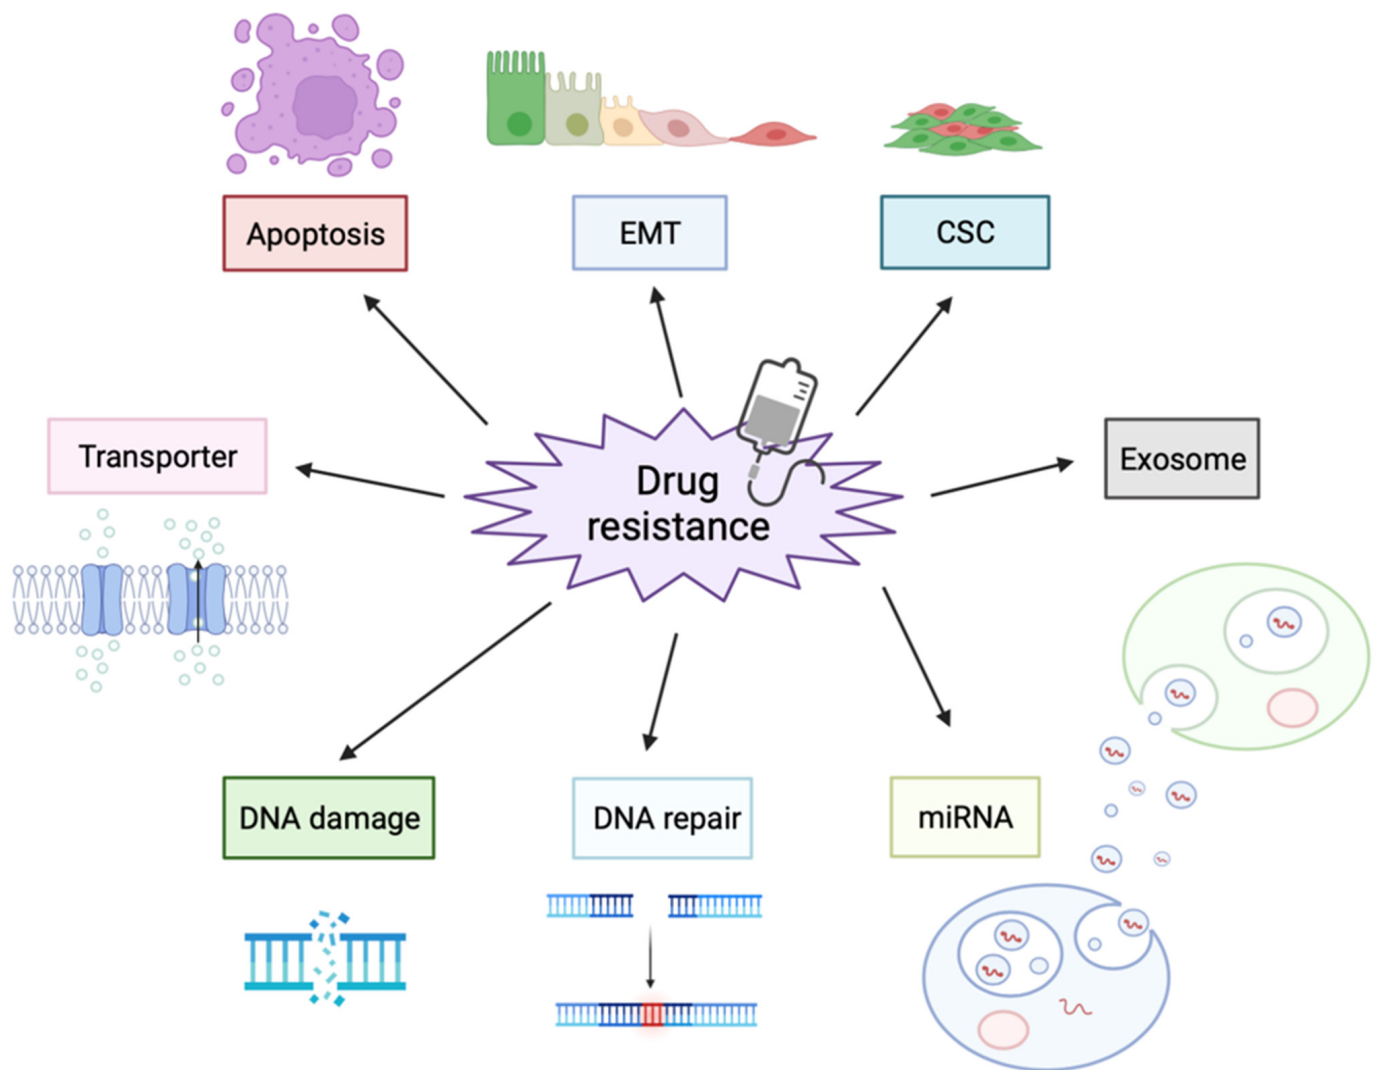 Apoptosis
EMT
CSC
Transporter
Drug
resistance
Exosome
DNA damage
DNA repair
miRNA